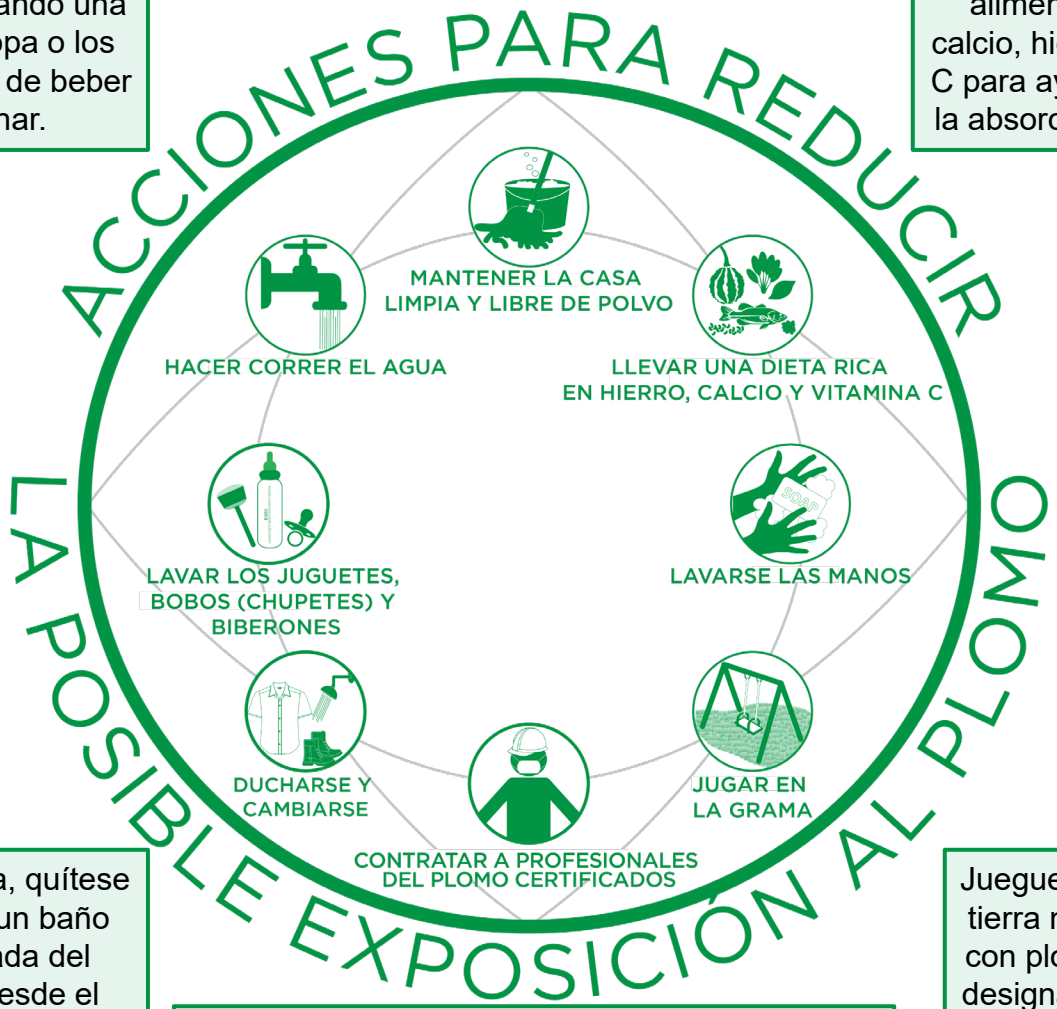 ando una
opa o los
de beber
nar.
alimen
calcio, hi
C para ay
la absor
ACCIONES PARA REDUCIR
LA POSIBLE EXPOSICIÓN AL PLOMO
MANTENER LA CASA
LIMPIA Y LIBRE DE POLVO
HACER CORRER EL AGUA
LLEVAR UNA DIETA RICA
EN HIERRO, CALCIO Y VITAMINA C
LAVAR LOS JUGUETES,
BOBOS (CHUPETES) Y
BIBERONES
SOAP
LAVARSE LAS MANOS
DUCHARSE Y
CAMBIARSE
JUGAR EN
LA GRAMA
CONTRATAR A PROFESIONALES
DEL PLOMO CERTIFICADOS
a, quítese
un baño
ada del
esde el
Juegue
tierra
con plo
design